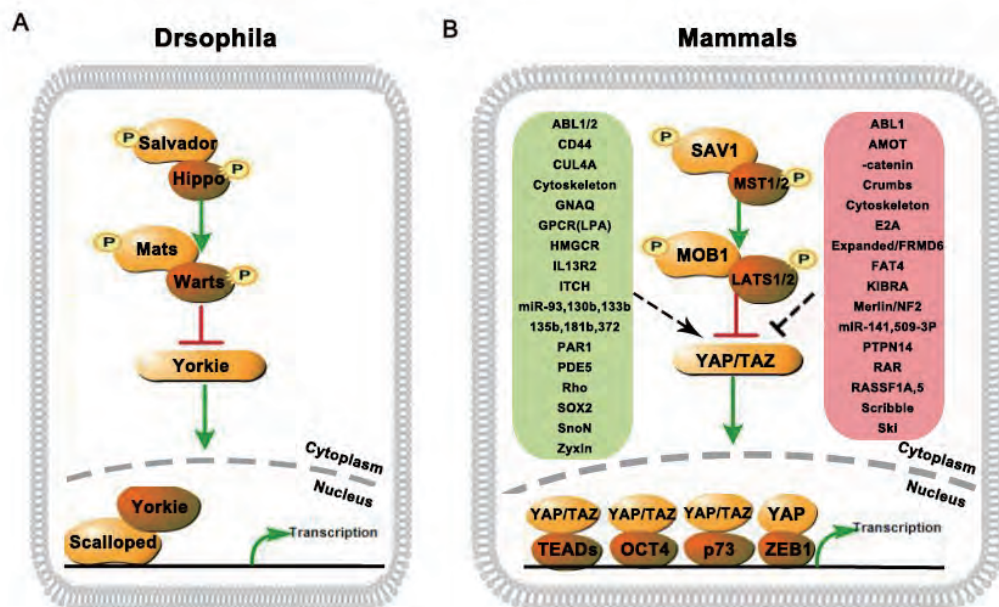 A
Drsophila
P
Salvador
Hippo
P
P
Mats
Warts
P
Yorkie
Cytoplasm
Nucleus
Yorkie
Scalloped
Transcription
B
Mammals
ABL1/2
CD44
CUL4A
Cytoskeleton
GNAQ
GPCR(LPA)
HMGCR
IL13R2
ITCH
miR-93,130b,133b
135b,181b,372
PAR1
PDE5
Rho
SOX2
SnoN
Zyxin
P
SAV1
MST1/2
P
P
MOB1
LATS1/2
P
YAP/TAZ
ABL1
AMOT
-catenin
Crumbs
Cytoskeleton
E2A
Expanded/FRMD6
FAT4
KIBRA
Merlin/NF2
miR-141,509-3P
PTPN14
RAR
RASSF1A,5
Scribble
Ski
Cytoplasm
Nucleus
YAP/TAZ
YAP/TAZ
YAP/TAZ
YAP
TEADs
OCT4
p73
ZEB1
Transcription